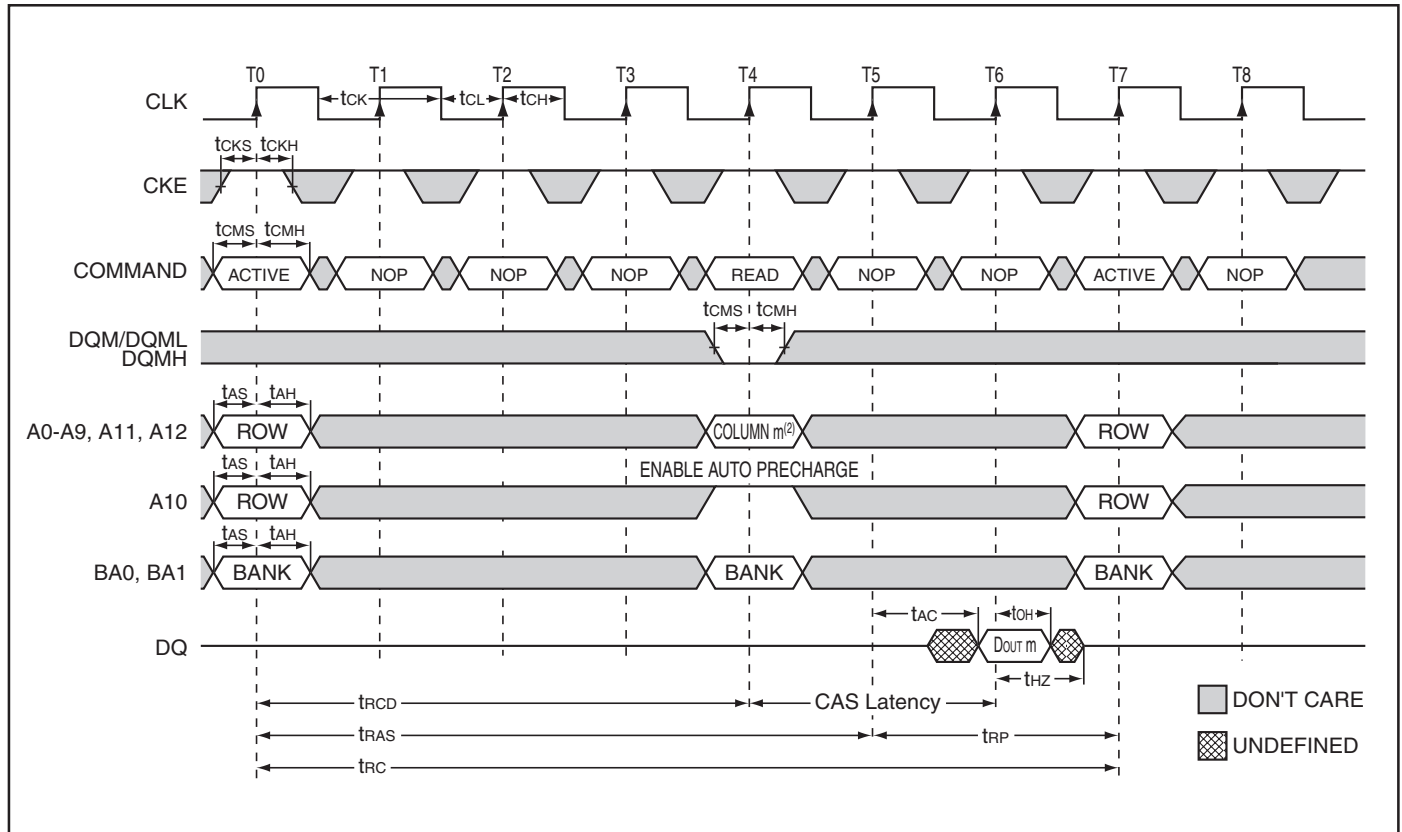 T0 T1 T2 T3 T4 T5 T6 T7 T8
CLK
tCK tCL tCH
tCKS tCKH
CKE
tCMS tCMH
COMMAND ACTIVE NOP NOP NOP READ NOP NOP ACTIVE NOP
tCMS tCMH
DQM/DQML
DQMH
tAS tAH
A0-A9, A11, A12 ROW COLUMN m(2) ROW
tAS tAH ENABLE AUTO PRECHARGE
A10 ROW ROW
tAS tAH
BA0, BA1 BANK BANK BANK
tAC tOH
DQ DOUT m
tHZ
tRCD CAS Latency DON'T CARE
tRAS tRP
UNDEFINED
tRC